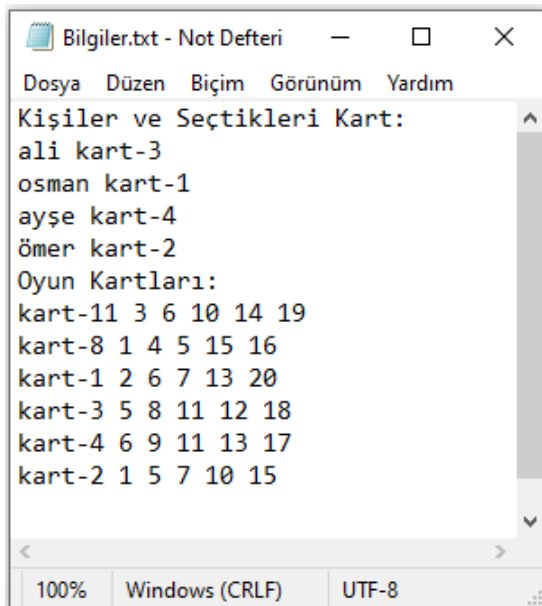 Bilgiler.txt - Not Defteri
Dosya Düzen Biçim Görünüm Yardım
Kişiler ve Seçtikleri Kart:
ali kart-3
osman kart-1
ayşe kart-4
ömer kart-2
Oyun Kartları:
kart-11 3 6 10 14 19
kart-8 1 4 5 15 16
kart-1 2 6 7 13 20
kart-3 5 8 11 12 18
kart-4 6 9 11 13 17
kart-2 1 5 7 10 15
100% Windows (CRLF) UTF-8